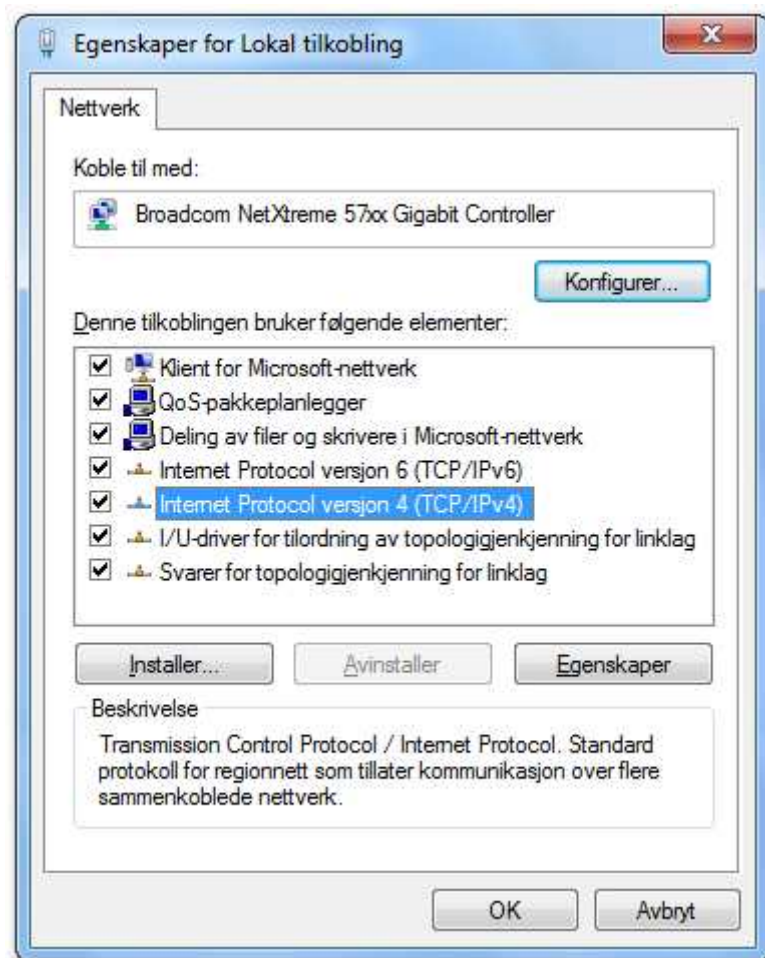 Egenskaper for Lokal tilkobling
Nettverk
Koble til med:
Broadcom NetXtreme 57xx Gigabit Controller
Konfigurer...
Denne tilkoblingen bruker følgende elementer:
Klient for Microsoft-nettverk
QoS-pakkeplanlegger
Deling av filer og skrivere i Microsoft-nettverk
Internet Protocol versjon 6 (TCP/IPv6)
Internet Protocol versjon 4 (TCP/IPv4)
I/U-driver for tilordning av topologigjenkjenning for linklag
Svarer for topologigjenkjenning for linklag
Installer... Avinstaller Egenskaper
Beskrivelse
Transmission Control Protocol / Internet Protocol. Standard
protokoll for regionnett som tillater kommunikasjon over flere
sammenkoblede nettverk.
OK Avbryt